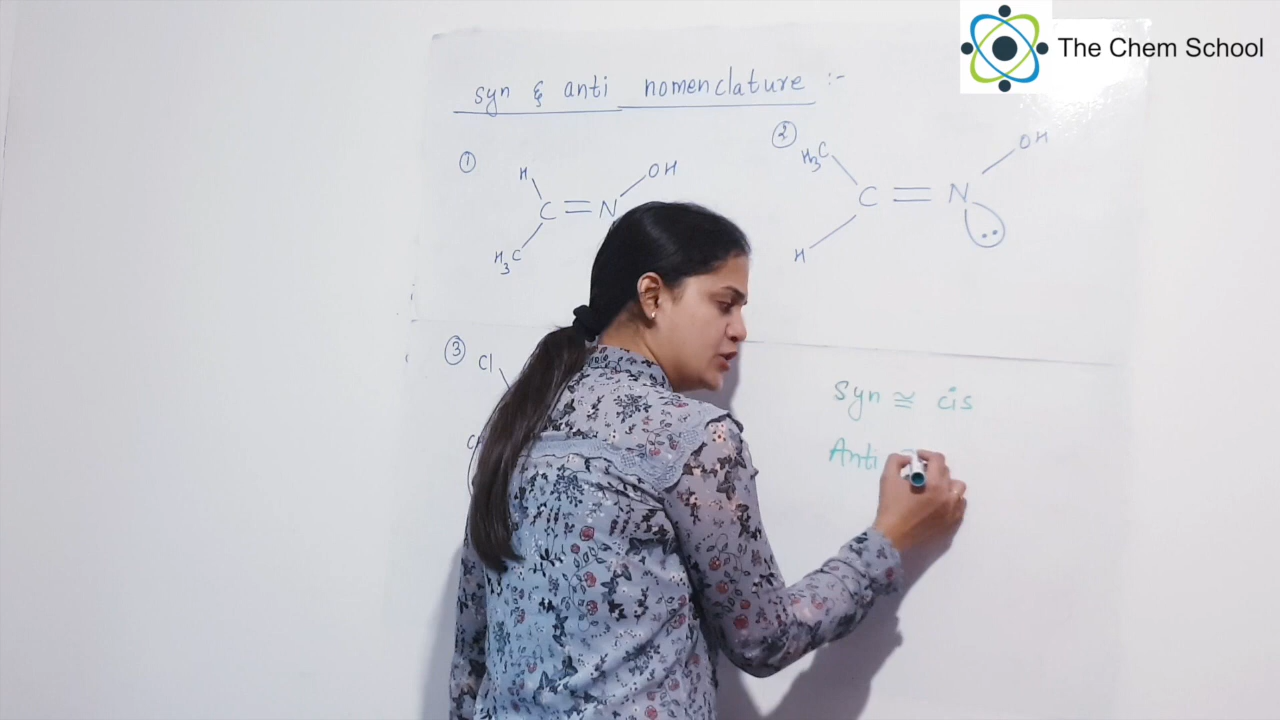 The Chem School
syn & anti nomenclature :-
①
H
OH
C = N
H3C
②
H3C
OH
C = N
H
③
Cl
Syn ≅ cis
Anti